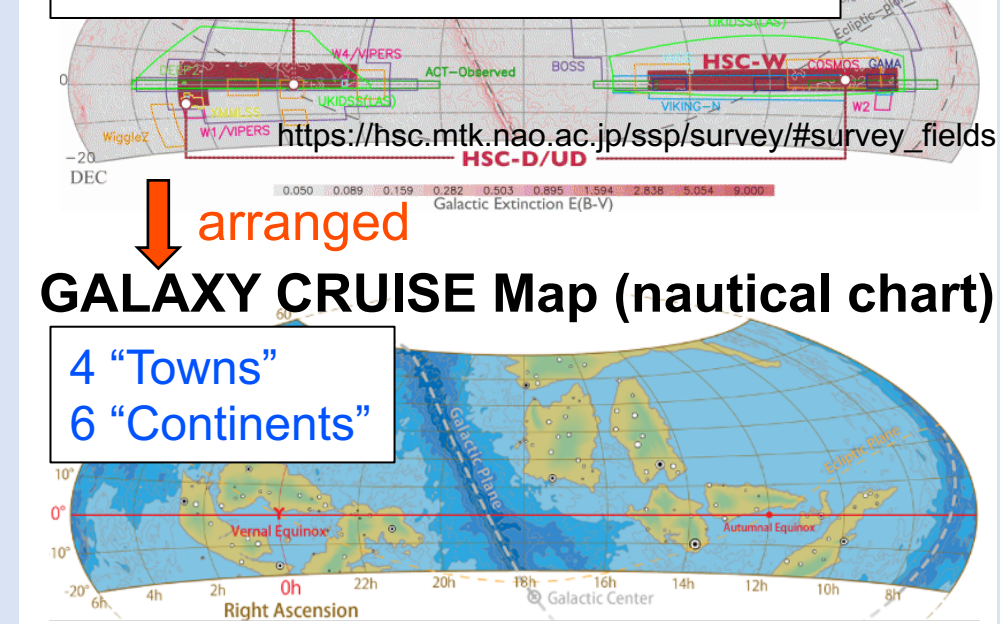 UKIDSS(LAS)
Ecliptic-plane
W4/VIPERS
BOSS
HSC-W
COSMOS
GAMA
DEEP2
ACT-Observed
0
UKIDSS(LAS)
XMMLSS
VIKING-N
W2
WiggleZ
W1/VIPERS
https://hsc.mtk.nao.ac.jp/ssp/survey/#survey_fields
-20
HSC-D/UD
DEC
0.050 0.089 0.159 0.282 0.503 0.895 1.594 2.838 5.054 9.000
Galactic Extinction E(B-V)
arranged
GALAXY CRUISE Map (nautical chart)
60°
4 “Towns”
6 “Continents”
Galactic Plane
Ecliptic Plane
10°
0°
Vernal Equinox
Autumnal Equinox
10°
-20°
6h 4h 2h 0h 22h 20h 18h 16h 14h 12h 10h 8h
Galactic Center
Right Ascension